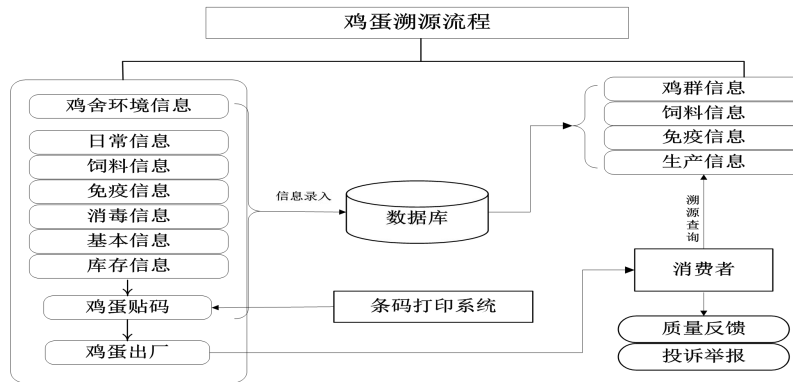 鸡蛋溯源流程
鸡舍环境信息
日常信息
饲料信息
免疫信息
消毒信息
基本信息
库存信息
鸡蛋贴码
鸡蛋出厂
信息录入
数据库
条码打印系统
鸡群信息
饲料信息
免疫信息
生产信息
溯源查询
消费者
质量反馈
投诉举报